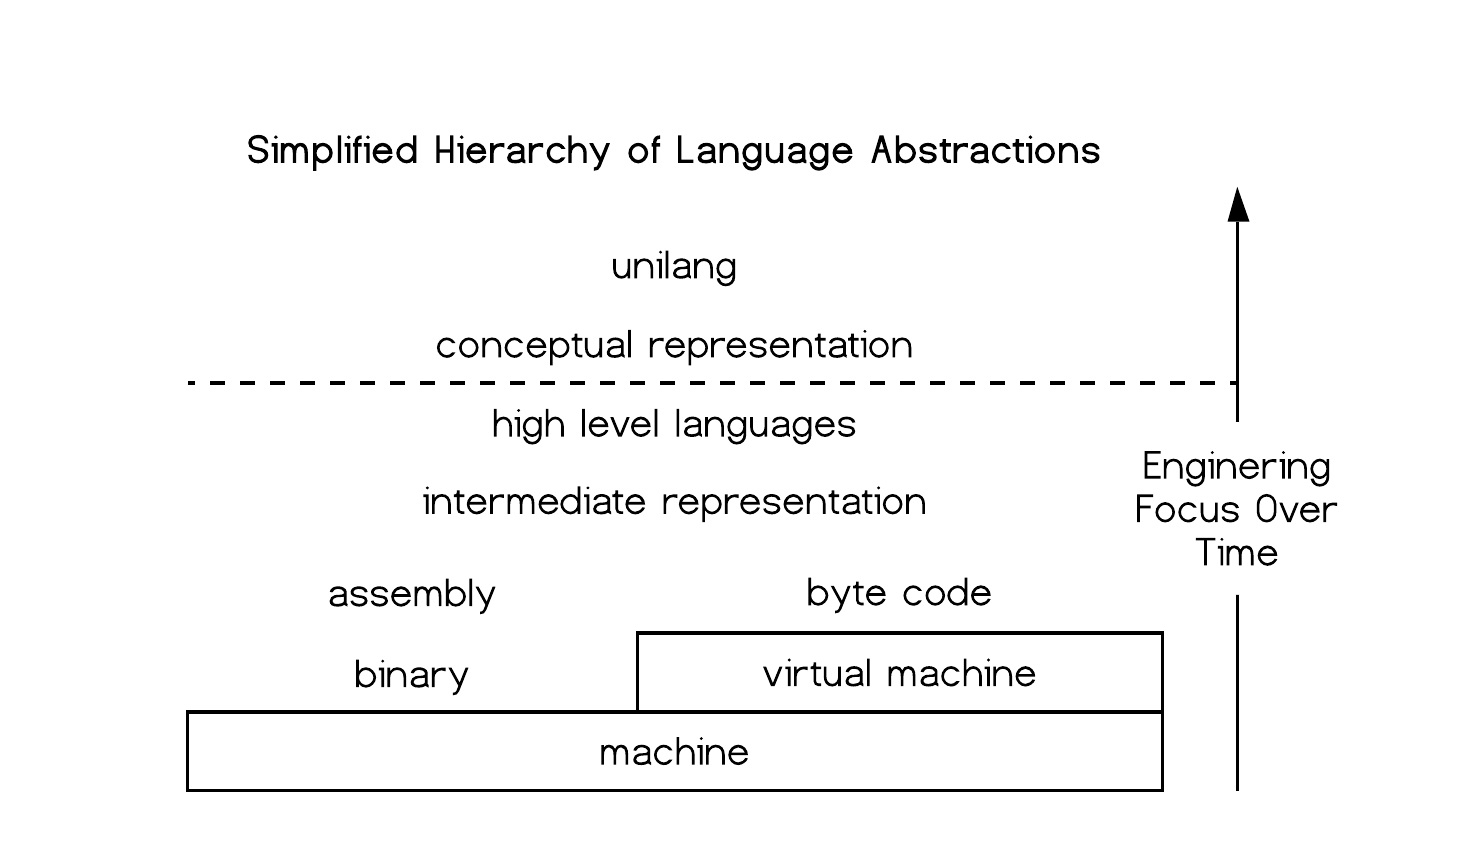 Simplified Hierarchy of Language Abstractions
unilang
conceptual representation
high level languages
intermediate representation
Enginering
Focus Over
Time
assembly
byte code
binary
virtual machine
machine